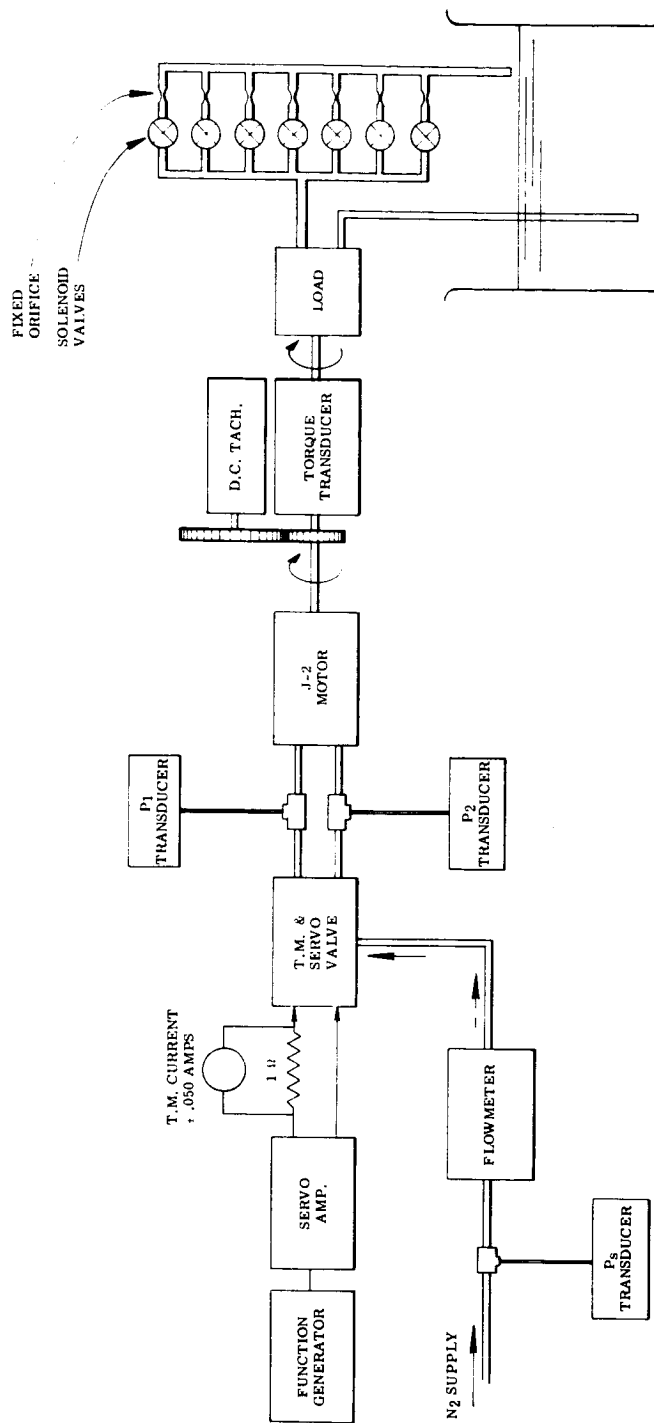 FUNCTION
GENERATOR
SERVO
AMP.
T.M. CURRENT
± .050 AMPS
1 Ω
T.M. &
SERVO
VALVE
P1
TRANSDUCER
P2
TRANSDUCER
J-2
MOTOR
D.C. TACH.
TORQUE
TRANSDUCER
LOAD
FIXED
ORIFICE
SOLENOID
VALVES
N2 SUPPLY
Ps
TRANSDUCER
FLOWMETER